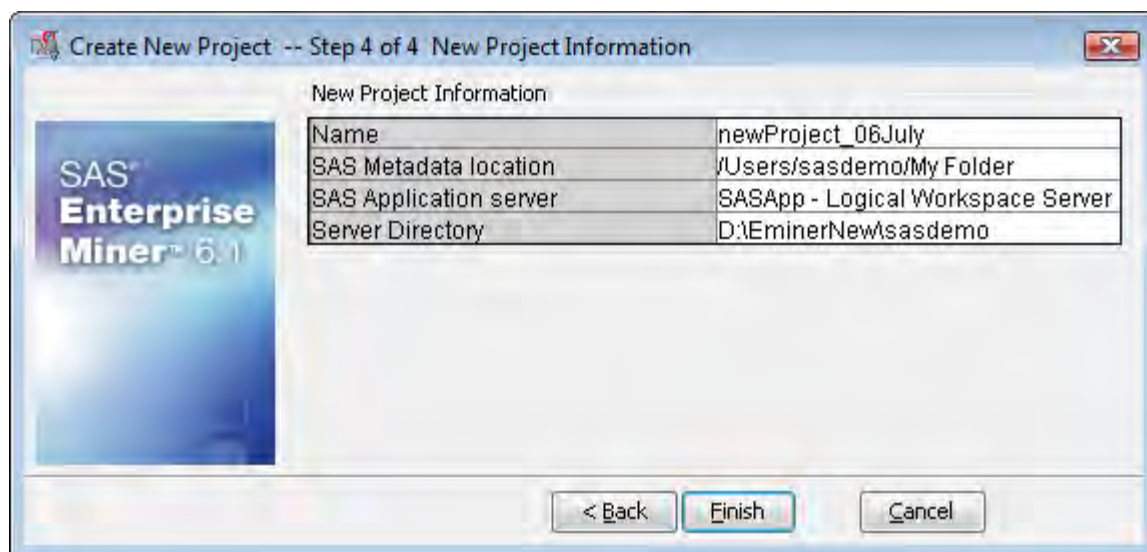 Create New Project -- Step 4 of 4 New Project Information
New Project Information
Name newProject_06July
SAS Metadata location /Users/sasdemo/My Folder
SAS Application server SASApp - Logical Workspace Server
Server Directory D:\EminerNew\sasdemo
SAS®
Enterprise
Miner™ 6.1
< Back Finish Cancel